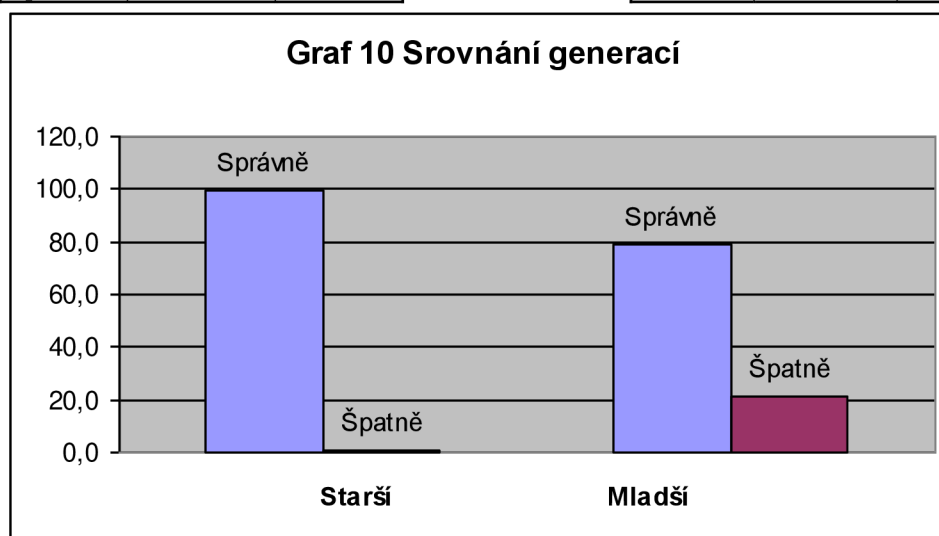 Graf 10 Srovnání generací
120,0
100,0
80,0
60,0
40,0
20,0
0,0
Správně
Špatně
Správně
Špatně
Starší
Mladší